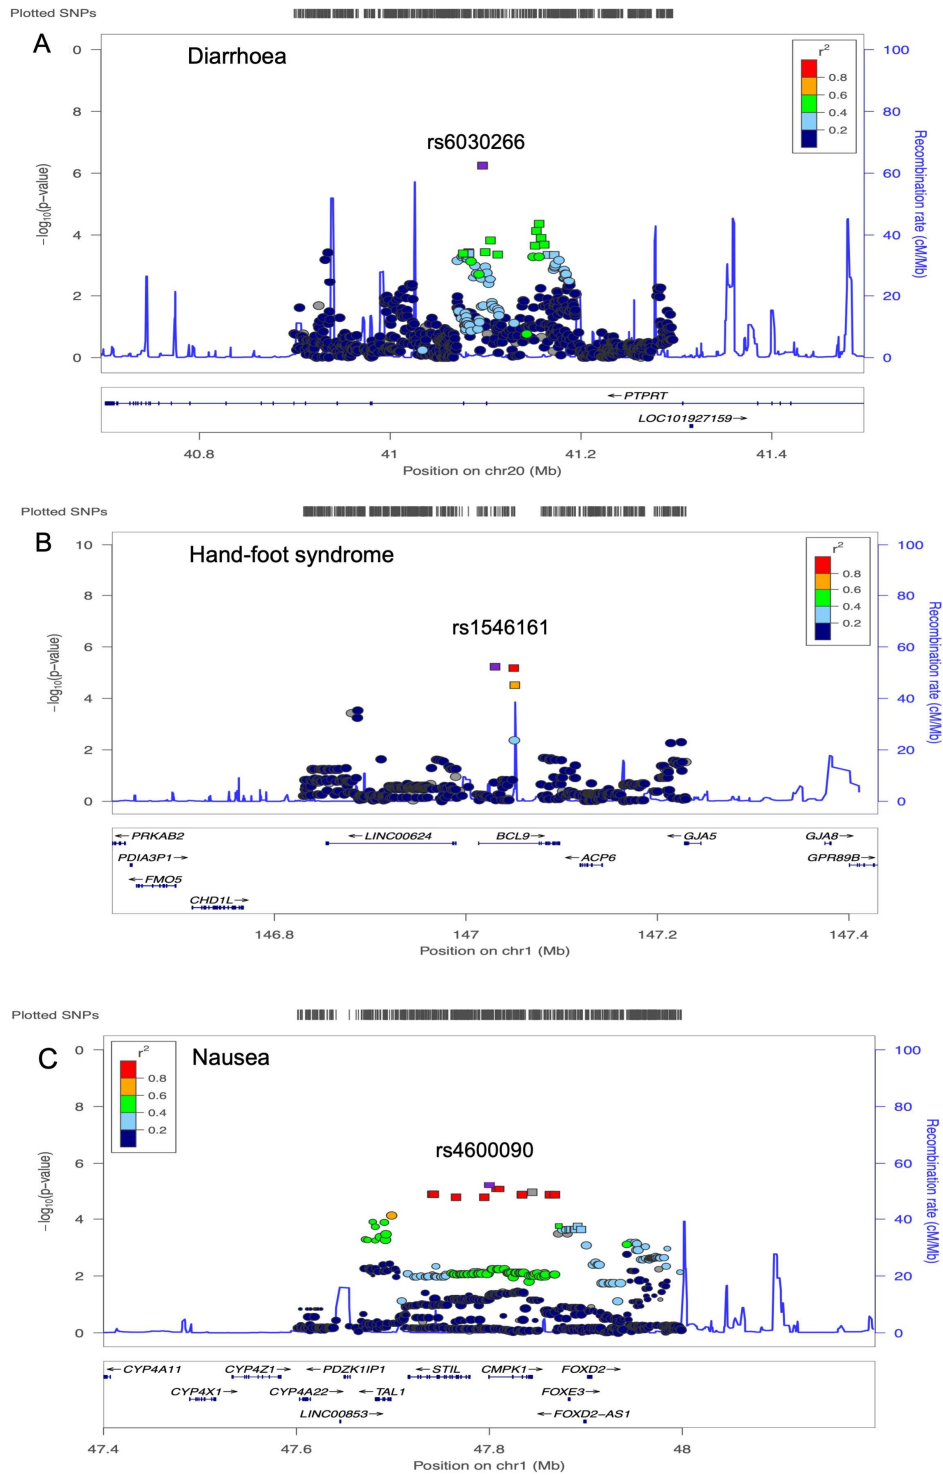 Plotted SNPs
A
Diarrhoea
rs6030266
r²
0.8
0.6
0.4
0.2
0
8
6
4
2
0
−log₁₀(p−value)
100
80
60
40
20
0
Recombination rate (cM/Mb)
←PTPRT
LOC101927159→
40.8 41 41.2 41.4
Position on chr20 (Mb)
Plotted SNPs
B
Hand-foot syndrome
rs1546161
r²
0.8
0.6
0.4
0.2
10
8
6
4
2
0
−log₁₀(p−value)
100
80
60
40
20
0
Recombination rate (cM/Mb)
←PRKAB2 ←LINC00624 BCL9→ ←GJA5 GJA8→
PDIA3P1→ ←ACP6 GPR89B→
←FMO5
CHD1L→
146.8 147 147.2 147.4
Position on chr1 (Mb)
Plotted SNPs
C
Nausea
rs4600090
r²
0.8
0.6
0.4
0.2
0
8
6
4
2
0
−log₁₀(p−value)
100
80
60
40
20
0
Recombination rate (cM/Mb)
←CYP4A11 CYP4Z1→ ←PDZK1IP1 ←STIL CMPK1→ FOXD2→
CYP4X1→ CYP4A22→ ←TAL1 FOXE3→
LINC00853→ ←FOXD2−AS1
47.4 47.6 47.8 48
Position on chr1 (Mb)